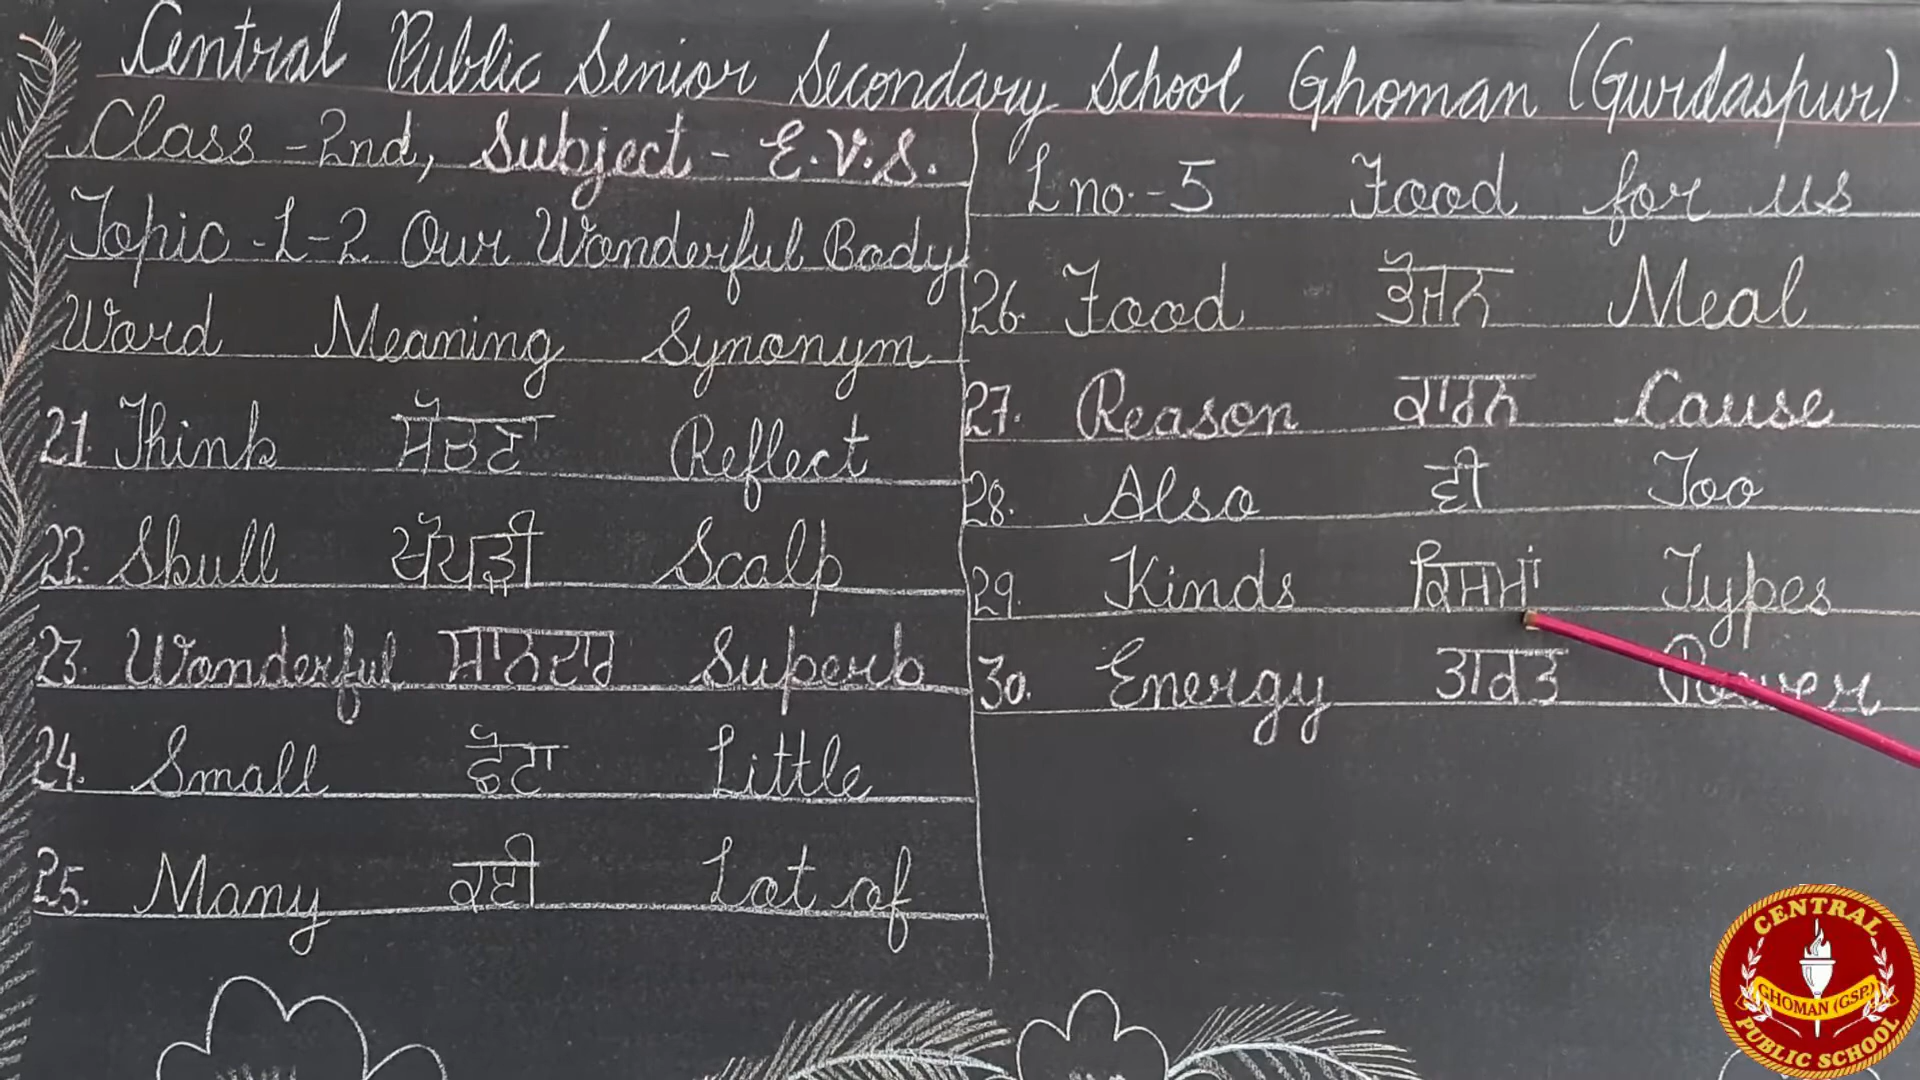 Central Public Senior Secondary School Ghoman (Gurdaspur)
Class - 2nd, Subject - E.V.S.
Topic - L-2 Our Wonderful Body
Word Meaning Synonym
21. Think ਸੋਚਣਾ Reflect
22. Skull ਖੋਪੜੀ Scalp
23. Wonderful ਸ਼ਾਨਦਾਰ Superb
24. Small ਛੋਟਾ Little
25. Many ਕਈ Lot of
L no. - 5 Food for us
26. Food ਭੋਜਨ Meal
27. Reason ਕਾਰਨ Cause
28. Also ਵੀ Too
29. Kinds ਕਿਸਮਾਂ Types
30. Energy ਤਾਕਤ Power
CENTRAL
GHOMAN (GSP.)
PUBLIC SCHOOL